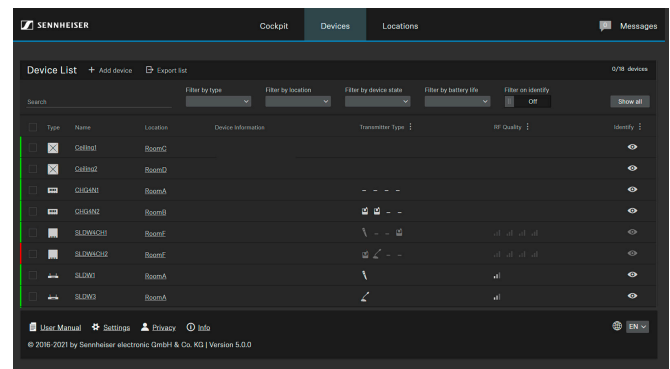 SENNHEISER Cockpit Devices Locations 0 Messages
Device List + Add device Export list 0/18 devices
Filter by type Filter by location Filter by device state Filter by battery life Filter on identify
Search Off Show all
Type Name Location Device Information Transmitter Type RF Quality Identify
Ceiling1 RoomC
Ceiling2 RoomD
CHG4N1 RoomA
CHG4N2 RoomB
SLDW4CH1 RoomF
SLDW4CH2 RoomF
SLDW1 RoomA
SLDW3 RoomA
User Manual Settings Privacy Info EN
© 2016-2021 by Sennheiser electronic GmbH & Co. KG | Version 5.0.0